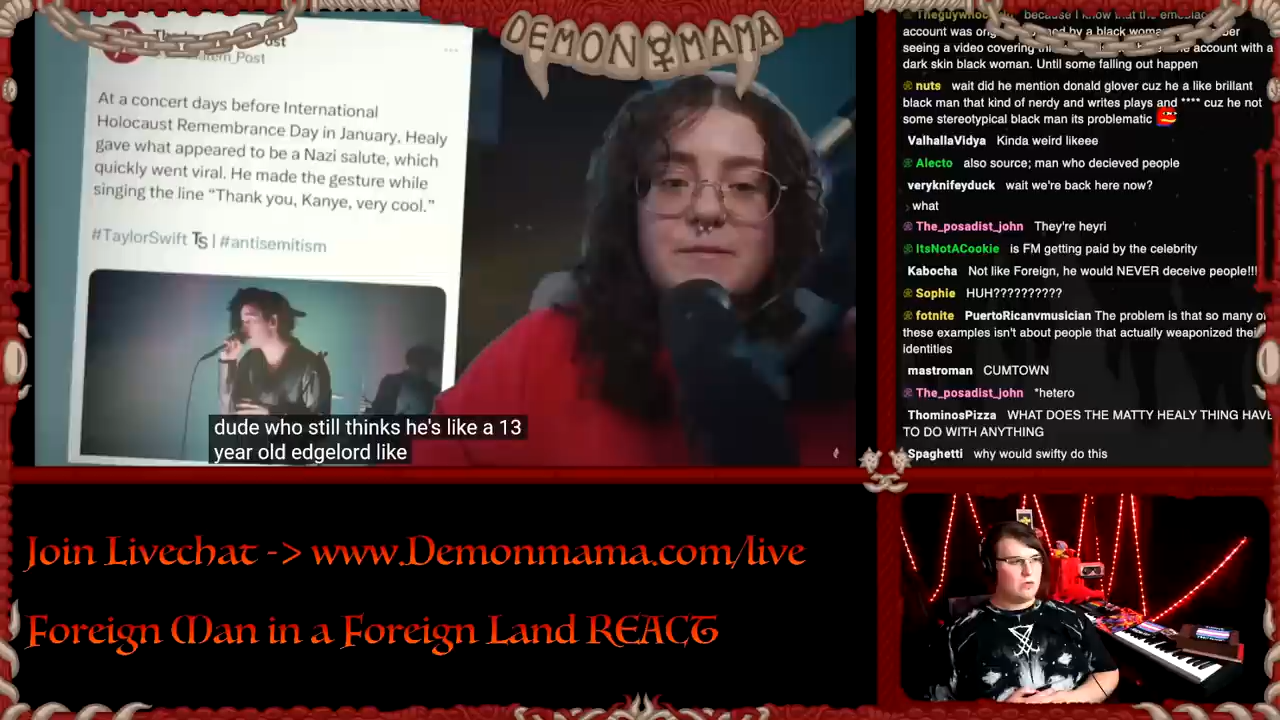 DEMON MAMA
At a concert days before International
Holocaust Remembrance Day in January, Healy
gave what appeared to be a Nazi salute, which
quickly went viral. He made the gesture while
singing the line “Thank you, Kanye, very cool.”
#TaylorSwift TS | #antisemitism
dude who still thinks he's like a 13
year old edgelord like
because I know that the
account was
seeing a video covering
account with a
dark skin black woman. Until some falling out happen
nuts wait did he mention donald glover cuz he a like brillant
black man that kind of nerdy and writes plays and **** cuz he not
some stereotypical black man its problematic
ValhallaVidya Kinda weird likeee
Alecto also source; man who decieved people
veryknifeyduck wait we're back here now?
what
The_posadist_john They're heyri
ItsNotACookie is FM getting paid by the celebrity
Kabocha Not like Foreign, he would NEVER deceive people!!!
Sophie HUH??????????
fotnite PuertoRicanvmusician The problem is that so many o
these examples isn't about people that actually weaponized thei
identities
mastroman CUMTOWN
The_posadist_john *hetero
ThominosPizza WHAT DOES THE MATTY HEALY THING HAVE
TO DO WITH ANYTHING
Spaghetti why would swifty do this
Join Livechat -> www.Demonmama.com/live
Foreign Man in a Foreign Land REACT